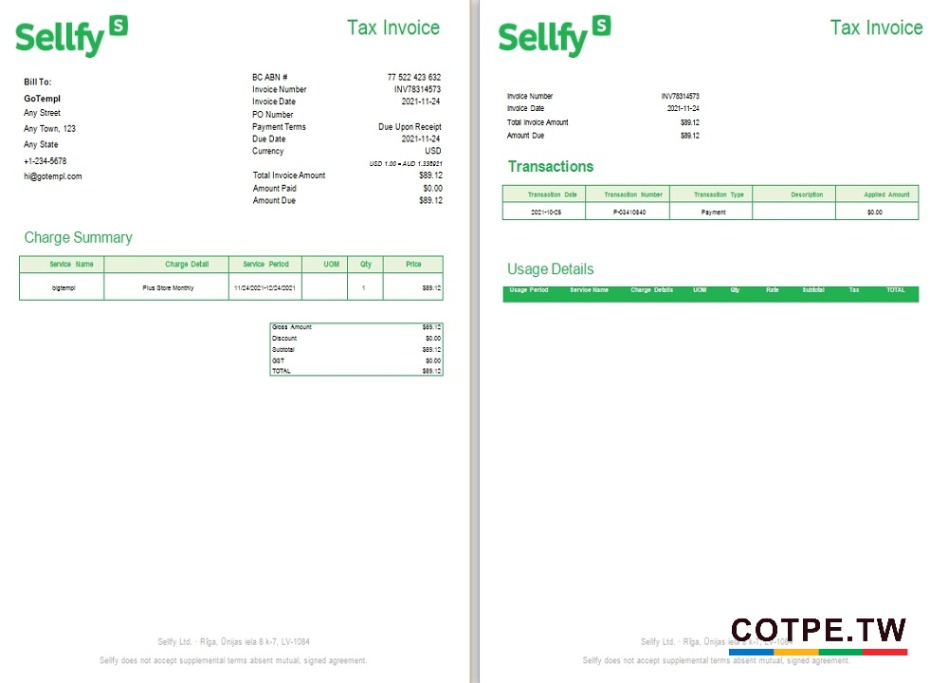 Sellfy S
Tax Invoice
Bill To:
GoTempl
Any Street
Any Town, 123
Any State
+1-234-5678
hi@gotempl.com
BC ABN # 77 522 423 632
Invoice Number INV78314573
Invoice Date 2021-11-24
PO Number
Payment Terms Due Upon Receipt
Due Date 2021-11-24
Currency USD
USD 1.00 = AUD 1.336921
Total Invoice Amount $89.12
Amount Paid $0.00
Amount Due $89.12
Charge Summary
Service Name Charge Detail Service Period UOM Qty Price
bigtempl Plus Store Monthly 11/24/2021-12/24/2021 1 $89.12
Gross Amount $89.12
Discount $0.00
Subtotal $89.12
GST $0.00
TOTAL $89.12
Sellfy Ltd. · Rīga, Ūnijas iela 8 k-7, LV-1084
Sellfy does not accept supplemental terms absent mutual, signed agreement.
Sellfy S
Tax Invoice
Invoice Number INV78314573
Invoice Date 2021-11-24
Total Invoice Amount $89.12
Amount Due $89.12
Transactions
Transaction Date Transaction Number Transaction Type Description Applied Amount
2021-10-25 P-03410840 Payment $0.00
Usage Details
Usage Period Service Name Charge Details UOM Qty Rate Subtotal Tax TOTAL
Sellfy Ltd. · Rīga, Ūnijas iela
Sellfy does not accept supplemental terms absent mutual, signed agreement.
COTPE.TW